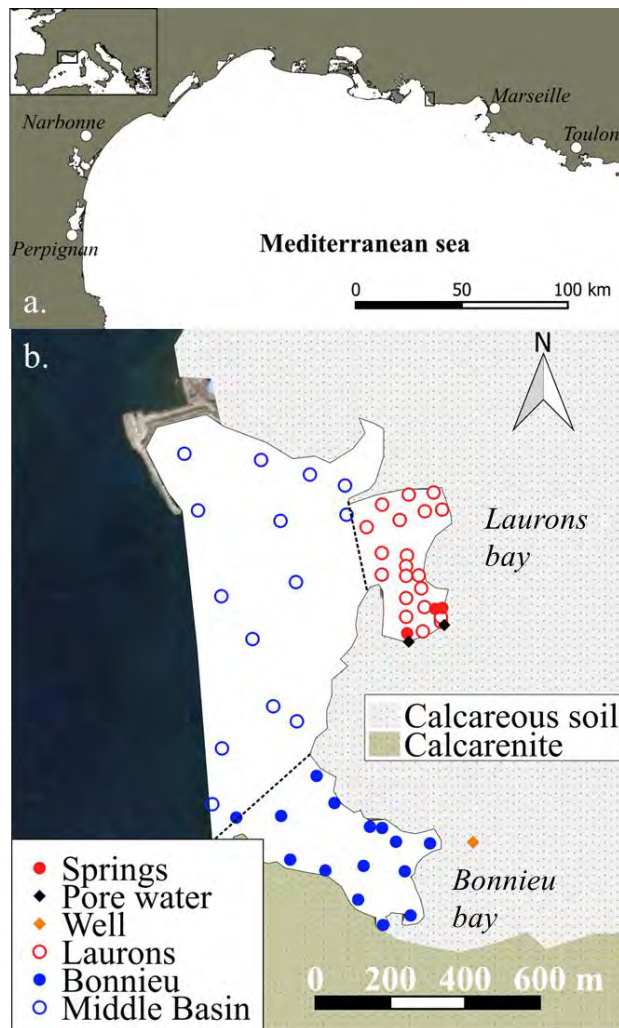 Narbonne
Marseille
Toulon
Perpignan
Mediterranean sea
0 50 100 km
a.
b.
N
Laurons
bay
Calcareous soil
Calcarenite
Springs
Pore water
Well
Laurons
Bonnieu
Middle Basin
Bonnieu
bay
0 200 400 600 m